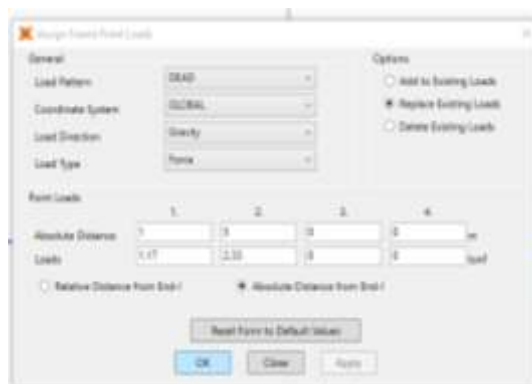 Assign Frame Point Loads
General
Load Pattern DEAD
Coordinate System GLOBAL
Load Direction Gravity
Load Type Force
Options
Add to Existing Loads
Replace Existing Loads
Delete Existing Loads
Point Loads
1. 2. 3. 4.
Absolute Distance 1 0 0 m
Loads 1.17 0 0
Relative Distance from End-I Absolute Distance from End-I
Reset Form to Default Values
OK Close Apply